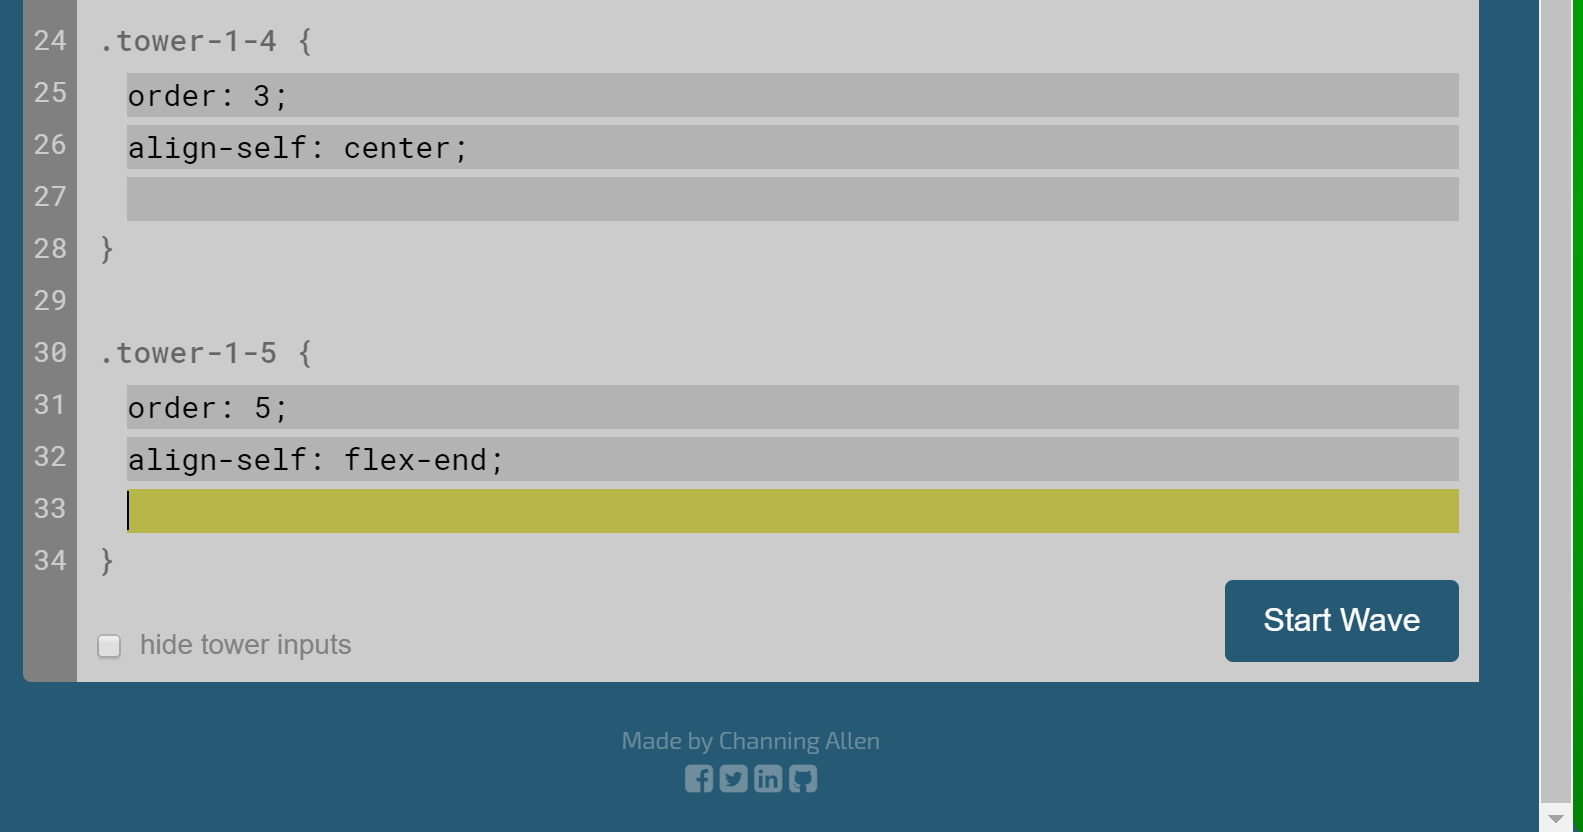 24 .tower-1-4 {
25 order: 3;
26 align-self: center;
27
28 }
29
30 .tower-1-5 {
31 order: 5;
32 align-self: flex-end;
33
34 }
hide tower inputs
Start Wave
Made by Channing Allen